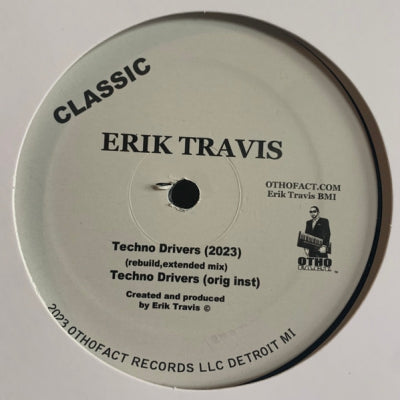 CLASSIC
ERIK TRAVIS
OTHOFACT.COM
Erik Travis BMI
OTHO
Techno Drivers (2023)
(rebuild,extended mix)
Techno Drivers (orig inst)
Created and produced
by Erik Travis ©
2023 OTHOFACT RECORDS LLC DETROIT MI